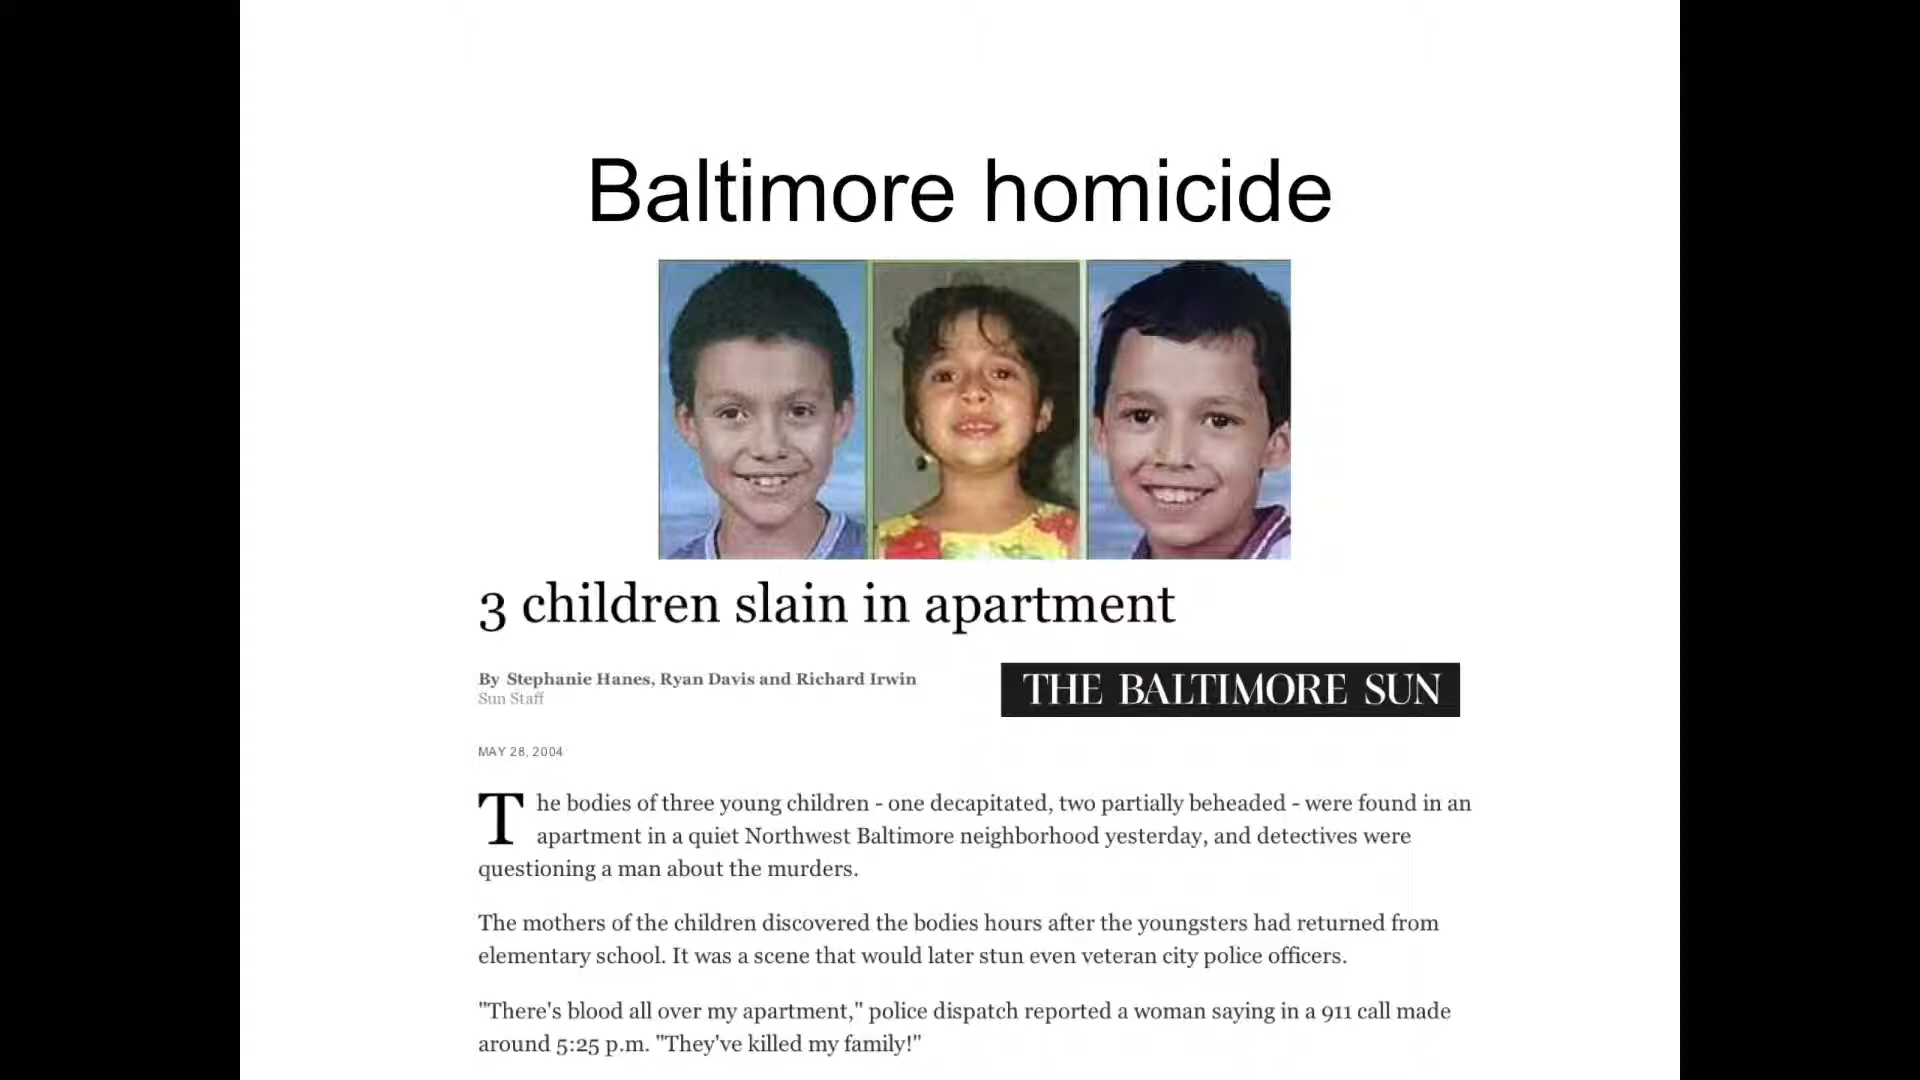 Baltimore homicide
3 children slain in apartment
By Stephanie Hanes, Ryan Davis and Richard Irwin
Sun Staff
THE BALTIMORE SUN
MAY 28, 2004
The bodies of three young children - one decapitated, two partially beheaded - were found in an
apartment in a quiet Northwest Baltimore neighborhood yesterday, and detectives were
questioning a man about the murders.
The mothers of the children discovered the bodies hours after the youngsters had returned from
elementary school. It was a scene that would later stun even veteran city police officers.
"There's blood all over my apartment," police dispatch reported a woman saying in a 911 call made
around 5:25 p.m. "They've killed my family!"